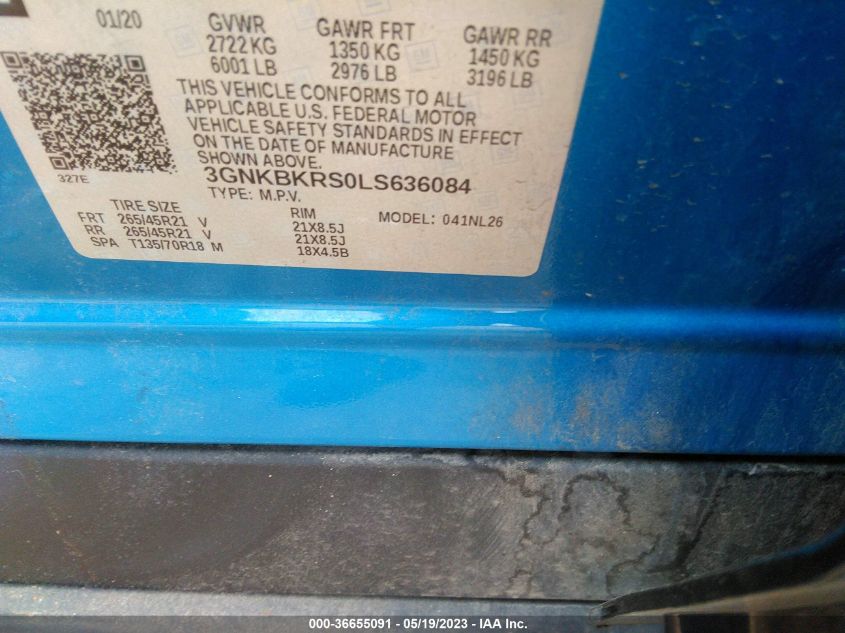 01/20 GVWR GAWR FRT GAWR RR
2722 KG 1350 KG 1450 KG
6001 LB 2976 LB 3196 LB
THIS VEHICLE CONFORMS TO ALL
APPLICABLE U.S. FEDERAL MOTOR
VEHICLE SAFETY STANDARDS IN EFFECT
ON THE DATE OF MANUFACTURE
SHOWN ABOVE.
327E
3GNKBKRS0LS636084
TYPE: M.P.V.
TIRE SIZE RIM MODEL: 041NL26
FRT 265/45R21 V 21X8.5J
RR 265/45R21 V 21X8.5J
SPA T135/70R18 M 18X4.5B
000-36655091 - 05/19/2023 - IAA Inc.